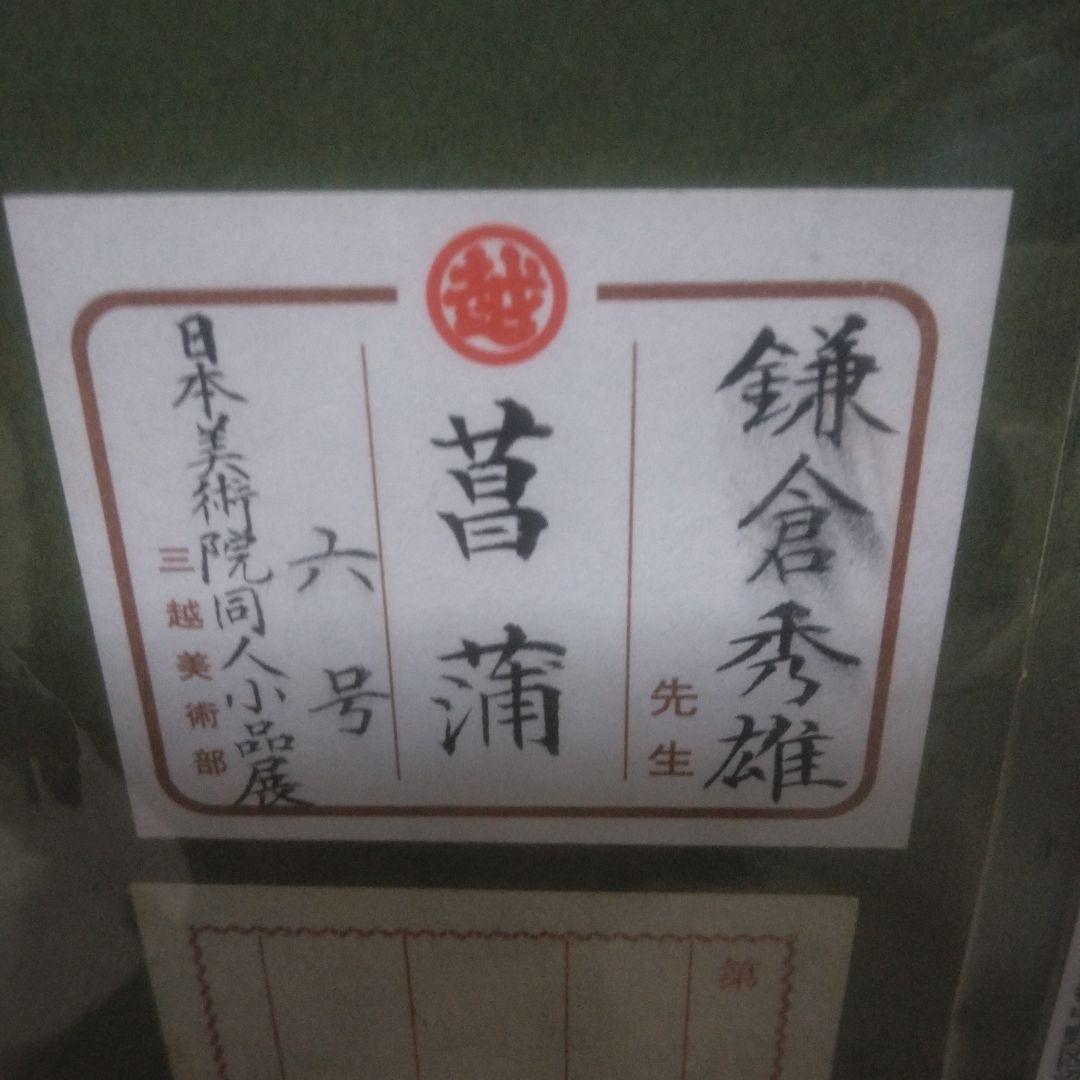 越
鎌倉秀雄
先生
菖蒲
六号
日本美術院同人小品展
三越美術部
第